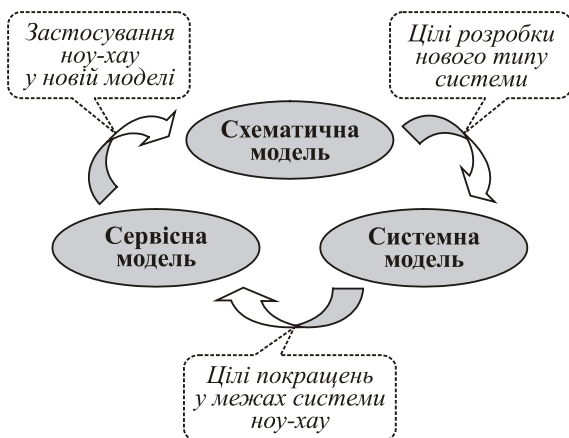 Застосування
ноу-хау
у новій моделі
Цілі розробки
нового типу
системи
Схематична
модель
Сервісна
модель
Системна
модель
Цілі покращень
у межах системи
ноу-хау